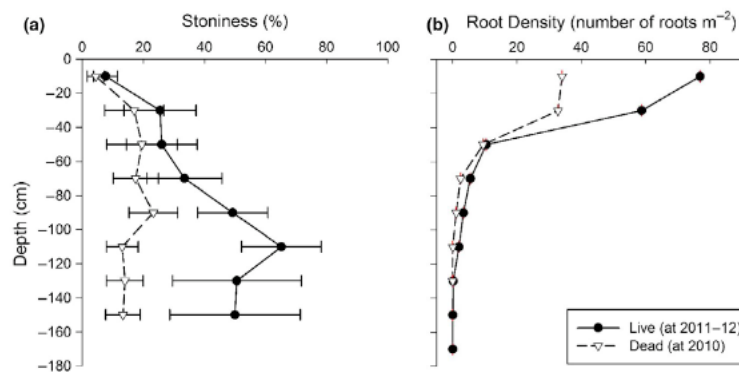 (a) Stoniness (%)
0 20 40 60 80 100
(b) Root Density (number of roots m⁻²)
0 20 40 60 80
Depth (cm)
0
−20
−40
−60
−80
−100
−120
−140
−160
−180
Live (at 2011–12)
Dead (at 2010)